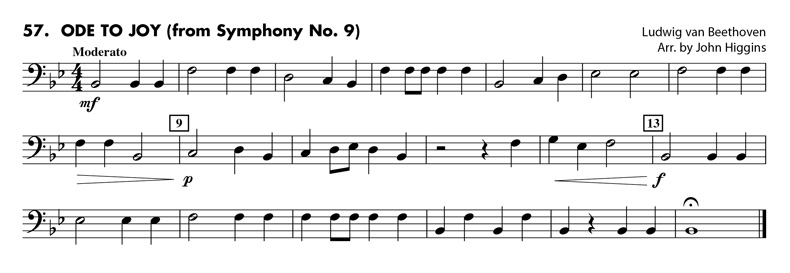 57. ODE TO JOY (from Symphony No. 9)
Ludwig van Beethoven
Arr. by John Higgins
Moderato
4
4
mf
9
13
p
f